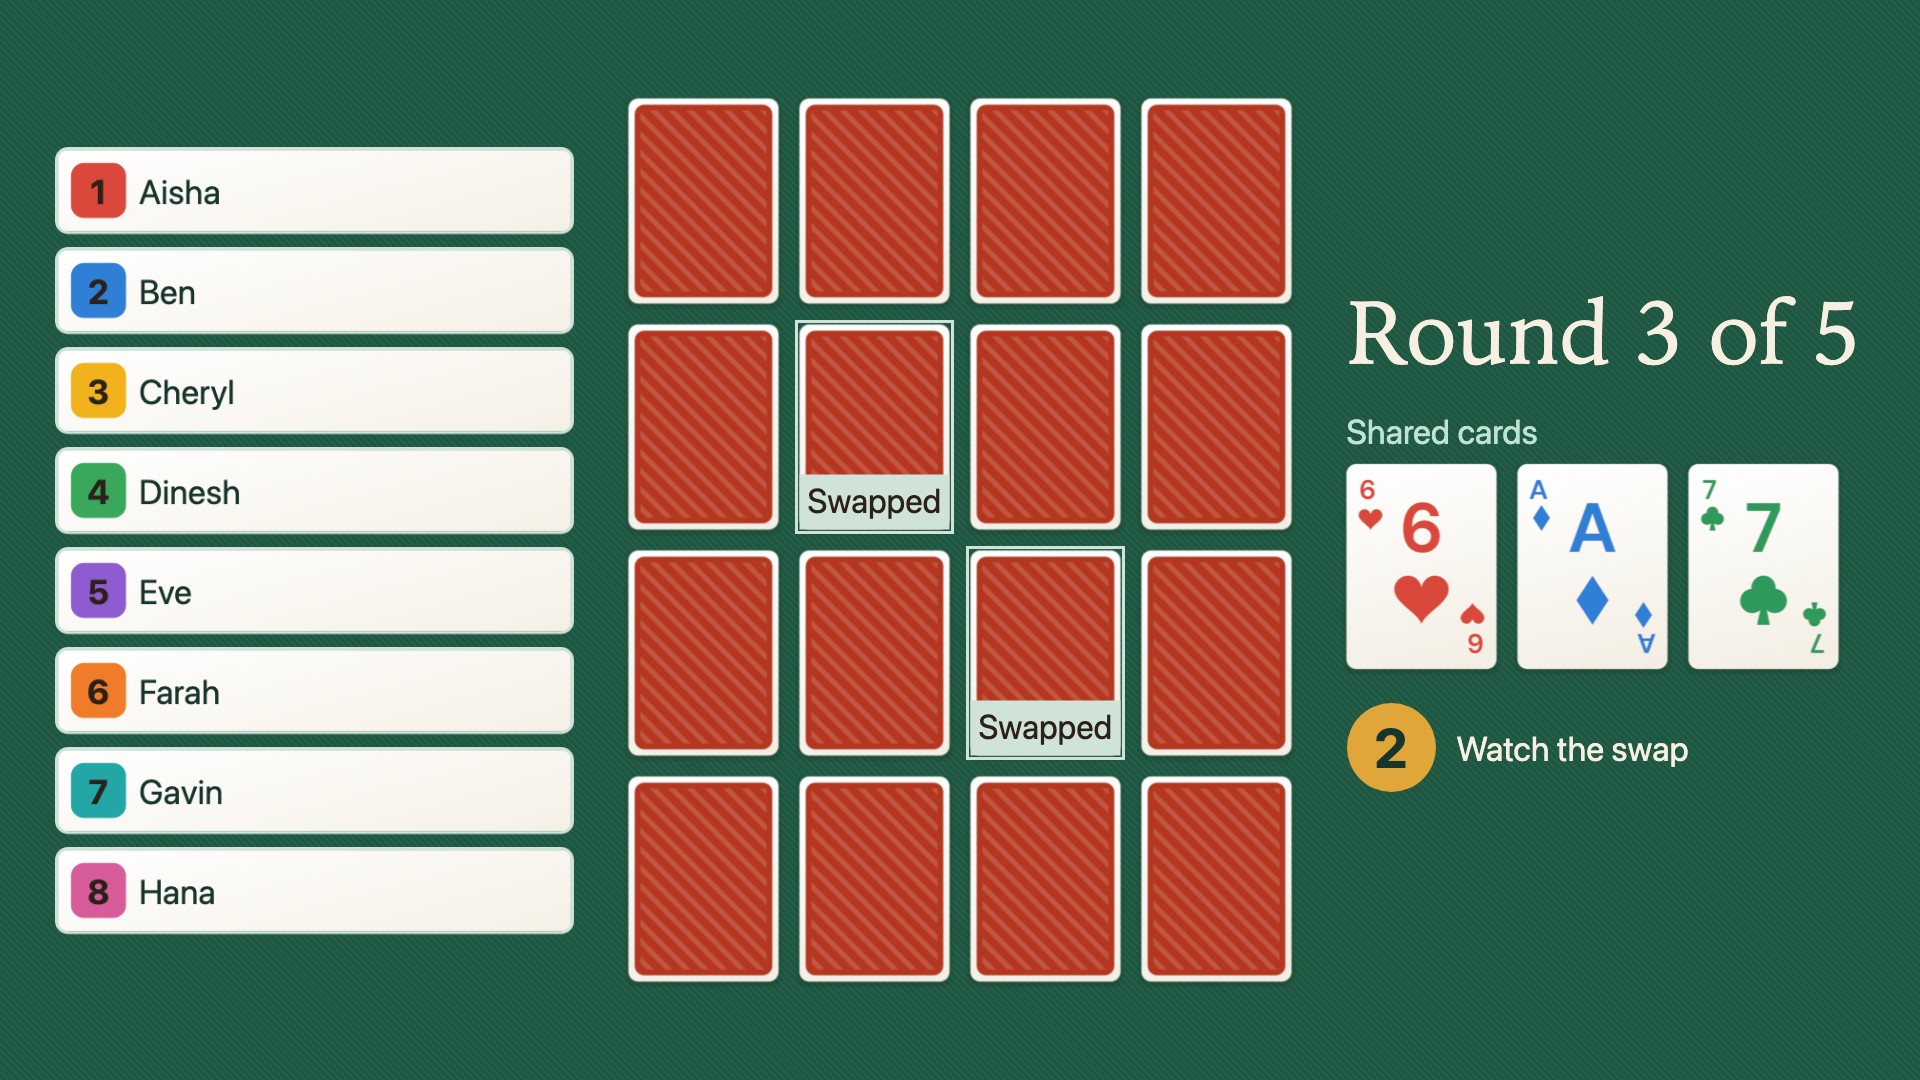 1 Aisha
2 Ben
3 Cheryl
4 Dinesh
5 Eve
6 Farah
7 Gavin
8 Hana
Swapped
Swapped
Round 3 of 5
Shared cards
6 A 7
6 A 7
6 A 7
2 Watch the swap